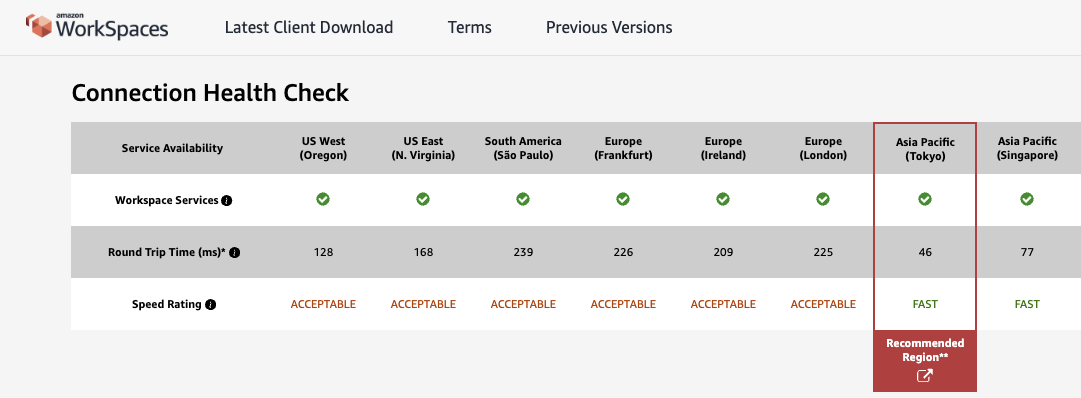 amazon
WorkSpaces
Latest Client Download Terms Previous Versions
Connection Health Check
Service Availability US West (Oregon) US East (N. Virginia) South America (São Paulo) Europe (Frankfurt) Europe (Ireland) Europe (London) Asia Pacific (Tokyo) Asia Pacific (Singapore)
Workspace Services
Round Trip Time (ms)* 128 168 239 226 209 225 46 77
Speed Rating ACCEPTABLE ACCEPTABLE ACCEPTABLE ACCEPTABLE ACCEPTABLE ACCEPTABLE FAST FAST
Recommended
Region**